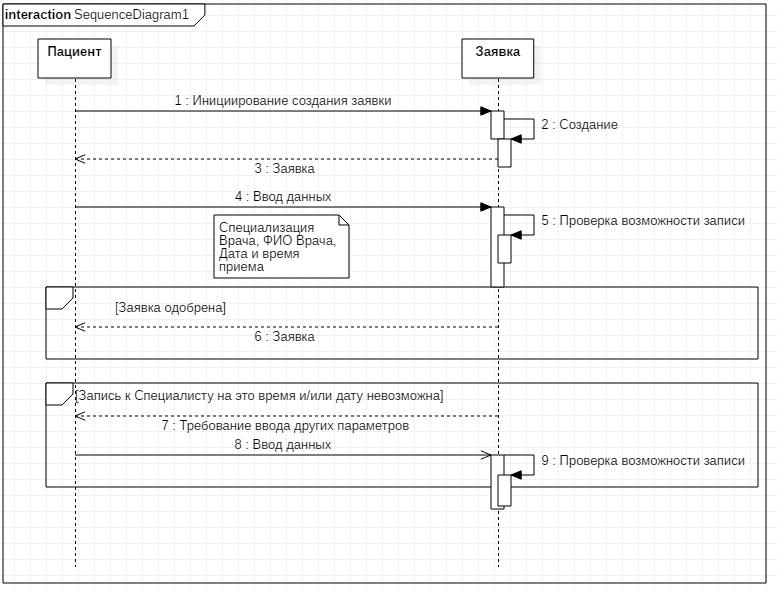 interaction SequenceDiagram1
Пациент
Заявка
1 : Инициирование создания заявки
2 : Создание
3 : Заявка
4 : Ввод данных
5 : Проверка возможности записи
Специализация
Врача, ФИО Врача,
Дата и время
приема
[Заявка одобрена]
6 : Заявка
[Запись к Специалисту на это время и/или дату невозможна]
7 : Требование ввода других параметров
8 : Ввод данных
9 : Проверка возможности записи